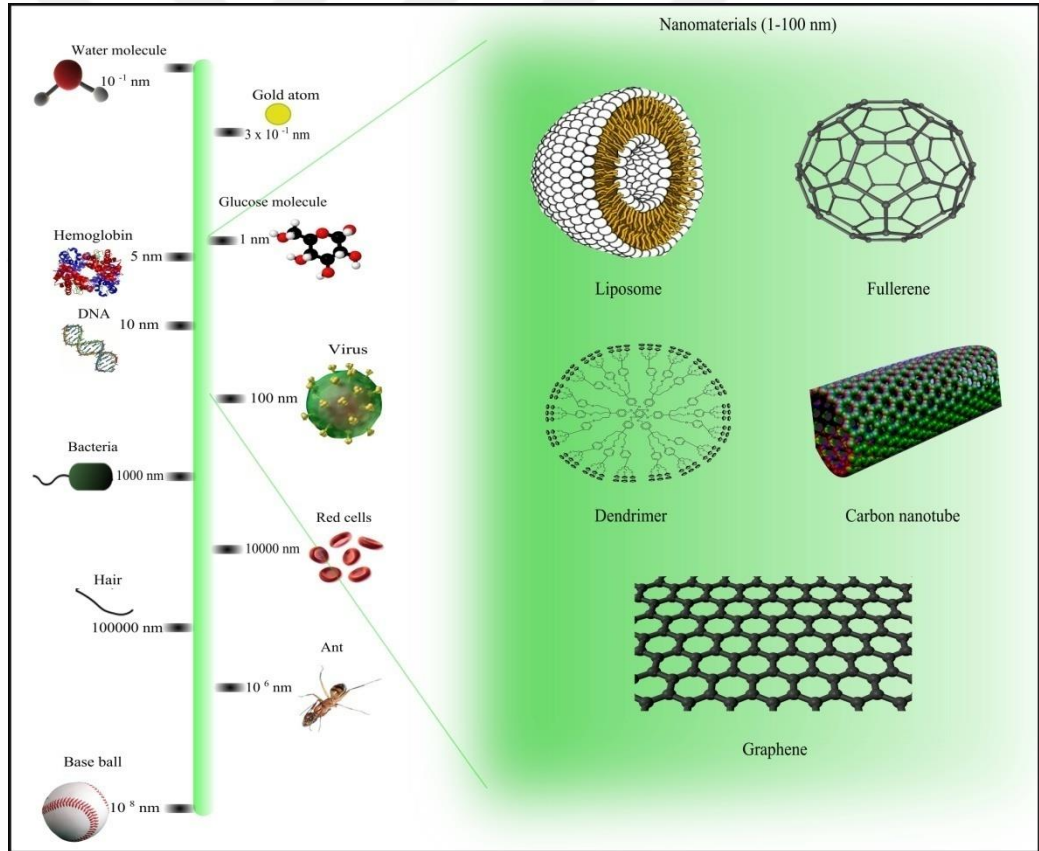 Nanomaterials (1-100 nm)
Water molecule
10 ⁻¹ nm
Gold atom
3 x 10 ⁻¹ nm
Glucose molecule
1 nm
Hemoglobin
5 nm
DNA
10 nm
Virus
100 nm
Bacteria
1000 nm
Red cells
10000 nm
Hair
100000 nm
Ant
10 ⁶ nm
Base ball
10 ⁸ nm
Liposome
Fullerene
Dendrimer
Carbon nanotube
Graphene